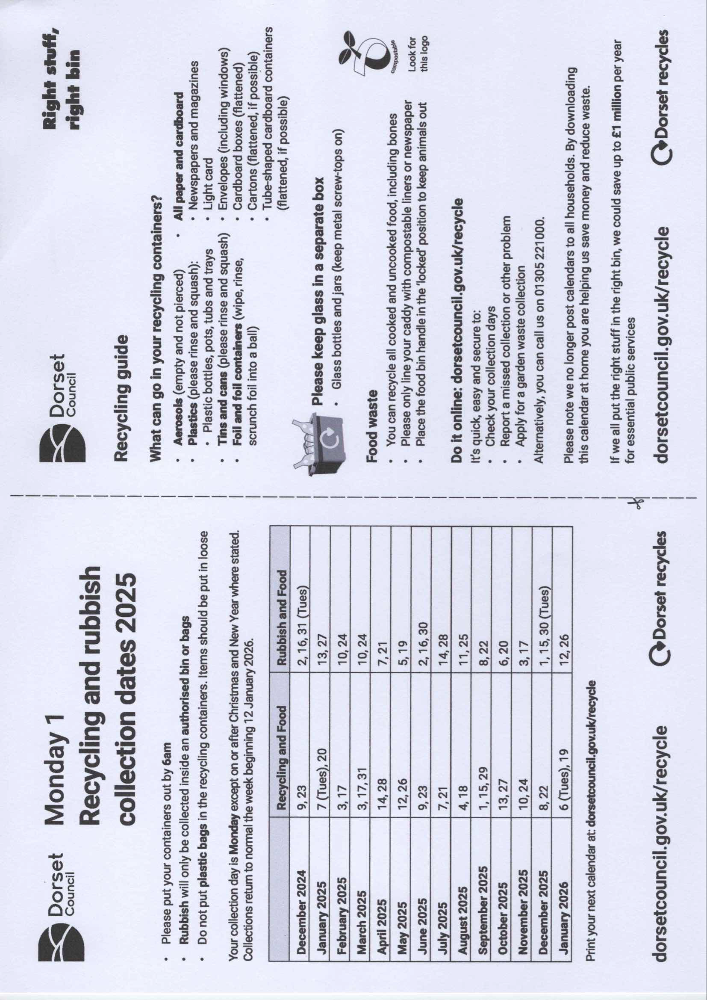 Dorset
Council
Monday 1
Recycling and rubbish
collection dates 2025
• Please put your containers out by 6am
• Rubbish will only be collected inside an authorised bin or bags
• Do not put plastic bags in the recycling containers. Items should be put in loose
Your collection day is Monday except on or after Christmas and New Year where stated.
Collections return to normal the week beginning 12 January 2026.
Recycling and Food Rubbish and Food
December 2024 9, 23 2, 16, 31 (Tues)
January 2025 7 (Tues), 20 13, 27
February 2025 3, 17 10, 24
March 2025 3, 17, 31 10, 24
April 2025 14, 28 7, 21
May 2025 12, 26 5, 19
June 2025 9, 23 2, 16, 30
July 2025 7, 21 14, 28
August 2025 4, 18 11, 25
September 2025 1, 15, 29 8, 22
October 2025 13, 27 6, 20
November 2025 10, 24 3, 17
December 2025 8, 22 1, 15, 30 (Tues)
January 2026 6 (Tues), 19 12, 26
Print your next calendar at: dorsetcouncil.gov.uk/recycle
dorsetcouncil.gov.uk/recycle
Dorset recycles
Dorset
Council
Right stuff,
right bin
Recycling guide
What can go in your recycling containers?
• Aerosols (empty and not pierced)
• Plastics (please rinse and squash):
• Plastic bottles, pots, tubs and trays
• Tins and cans (please rinse and squash)
• Foil and foil containers (wipe, rinse,
scrunch foil into a ball)
• All paper and cardboard
• Newspapers and magazines
• Light card
• Envelopes (including windows)
• Cardboard boxes (flattened)
• Cartons (flattened, if possible)
• Tube-shaped cardboard containers
(flattened, if possible)
Please keep glass in a separate box
• Glass bottles and jars (keep metal screw-tops on)
Food waste
• You can recycle all cooked and uncooked food, including bones
• Please only line your caddy with compostable liners or newspaper
• Place the food bin handle in the 'locked' position to keep animals out
compostable
Look for
this logo
Do it online: dorsetcouncil.gov.uk/recycle
It's quick, easy and secure to:
• Check your collection days
• Report a missed collection or other problem
• Apply for a garden waste collection
Alternatively, you can call us on 01305 221000.
Please note we no longer post calendars to all households. By downloading
this calendar at home you are helping us save money and reduce waste.
If we all put the right stuff in the right bin, we could save up to £1 million per year
for essential public services
dorsetcouncil.gov.uk/recycle
Dorset recycles